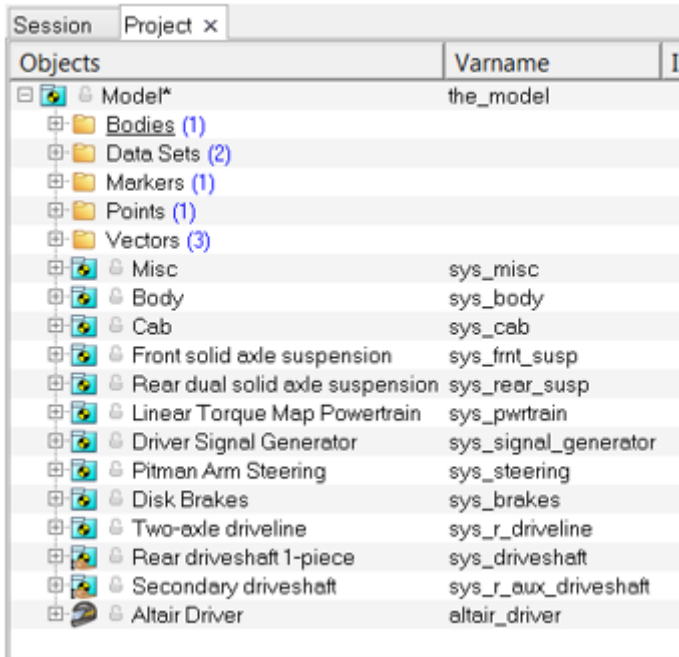 Session Project ×
Objects Varname I
Model* the_model
Bodies (1)
Data Sets (2)
Markers (1)
Points (1)
Vectors (3)
Misc sys_misc
Body sys_body
Cab sys_cab
Front solid axle suspension sys_frnt_susp
Rear dual solid axle suspension sys_rear_susp
Linear Torque Map Powertrain sys_pwrtrain
Driver Signal Generator sys_signal_generator
Pitman Arm Steering sys_steering
Disk Brakes sys_brakes
Two-axle driveline sys_r_driveline
Rear driveshaft 1-piece sys_driveshaft
Secondary driveshaft sys_r_aux_driveshaft
Altair Driver altair_driver